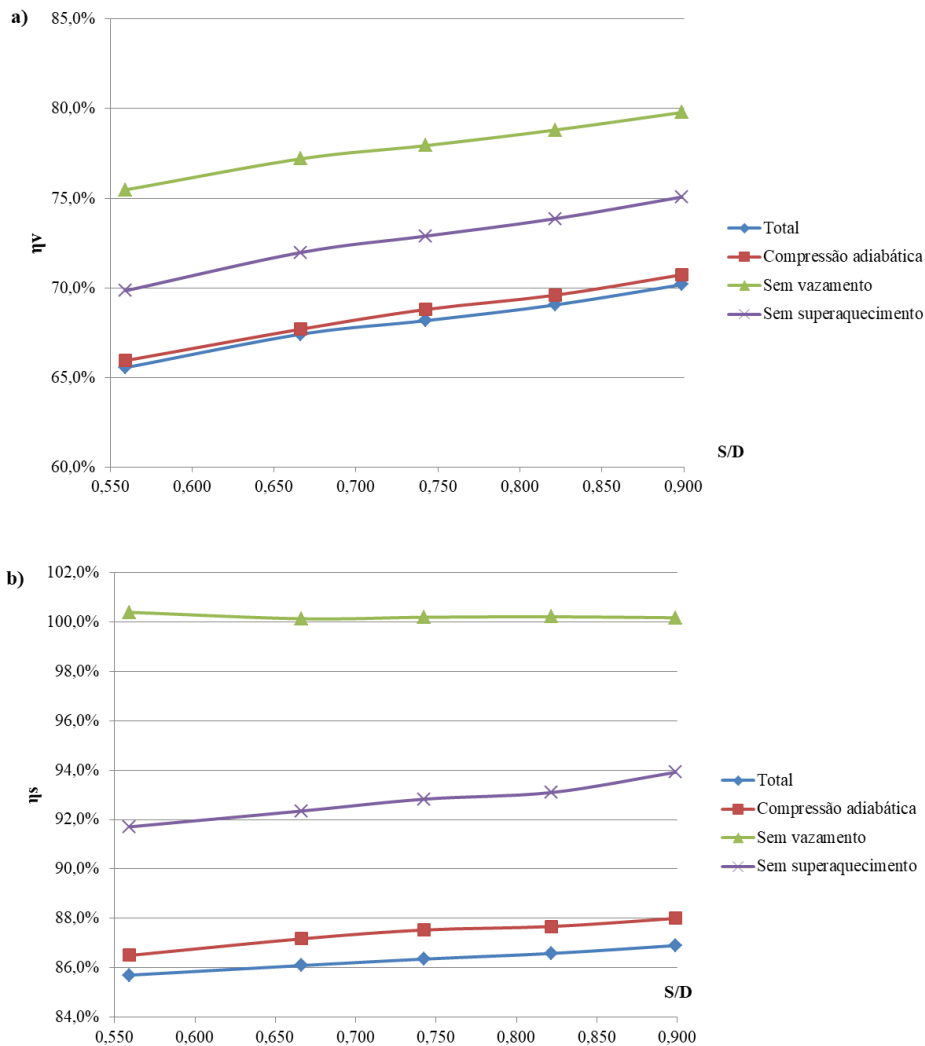 a)
85,0%
80,0%
75,0%
70,0%
65,0%
60,0%
ηv
0,550 0,600 0,650 0,700 0,750 0,800 0,850 0,900
S/D
Total
Compressão adiabática
Sem vazamento
Sem superaquecimento
b)
102,0%
100,0%
98,0%
96,0%
94,0%
92,0%
90,0%
88,0%
86,0%
84,0%
ηs
0,550 0,600 0,650 0,700 0,750 0,800 0,850 0,900
S/D
Total
Compressão adiabática
Sem vazamento
Sem superaquecimento